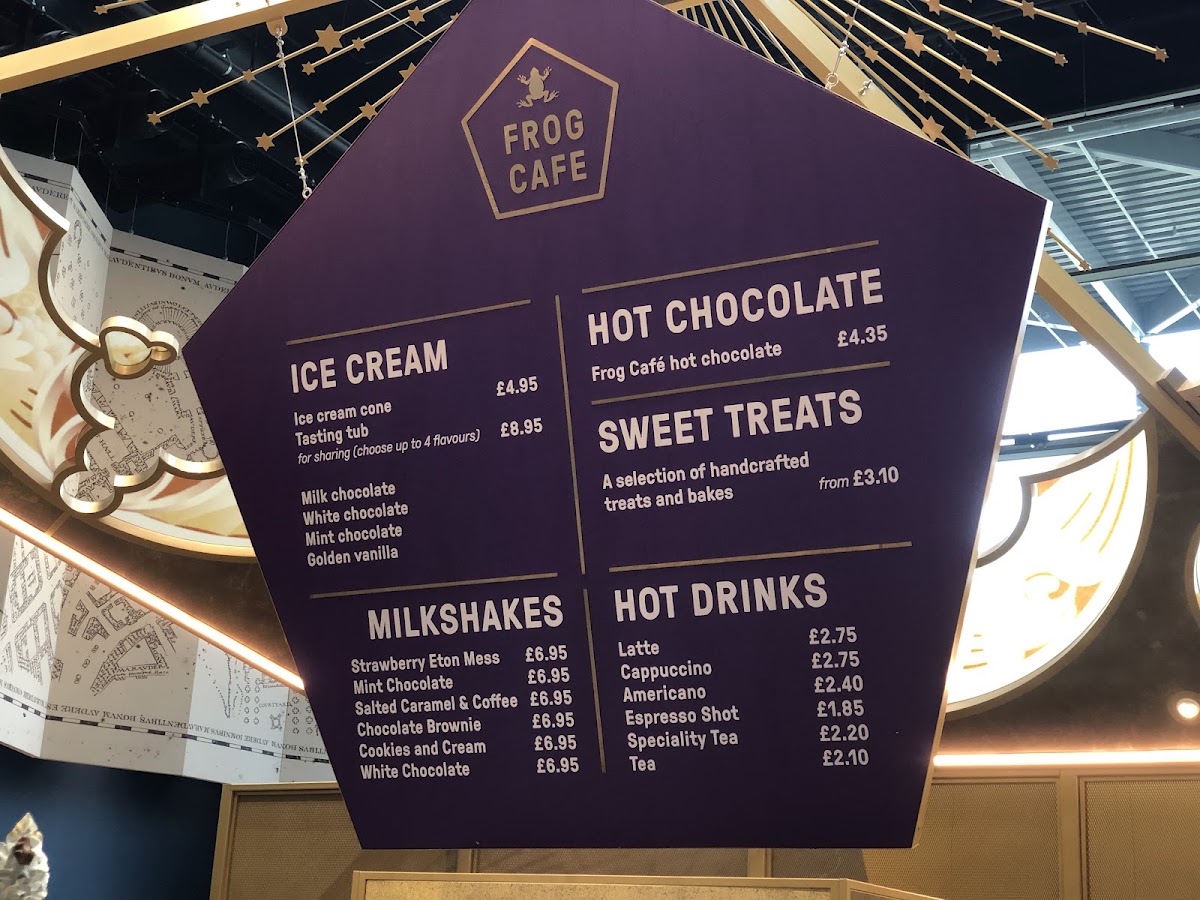 FROG
CAFE
ICE CREAM
Ice cream cone £4.95
Tasting tub £8.95
for sharing (choose up to 4 flavours)
Milk chocolate
White chocolate
Mint chocolate
Golden vanilla
MILKSHAKES
Strawberry Eton Mess £6.95
Mint Chocolate £6.95
Salted Caramel & Coffee £6.95
Chocolate Brownie £6.95
Cookies and Cream £6.95
White Chocolate £6.95
HOT CHOCOLATE
Frog Café hot chocolate £4.35
SWEET TREATS
A selection of handcrafted
treats and bakes from £3.10
HOT DRINKS
Latte £2.75
Cappuccino £2.75
Americano £2.40
Espresso Shot £1.85
Speciality Tea £2.20
Tea £2.10